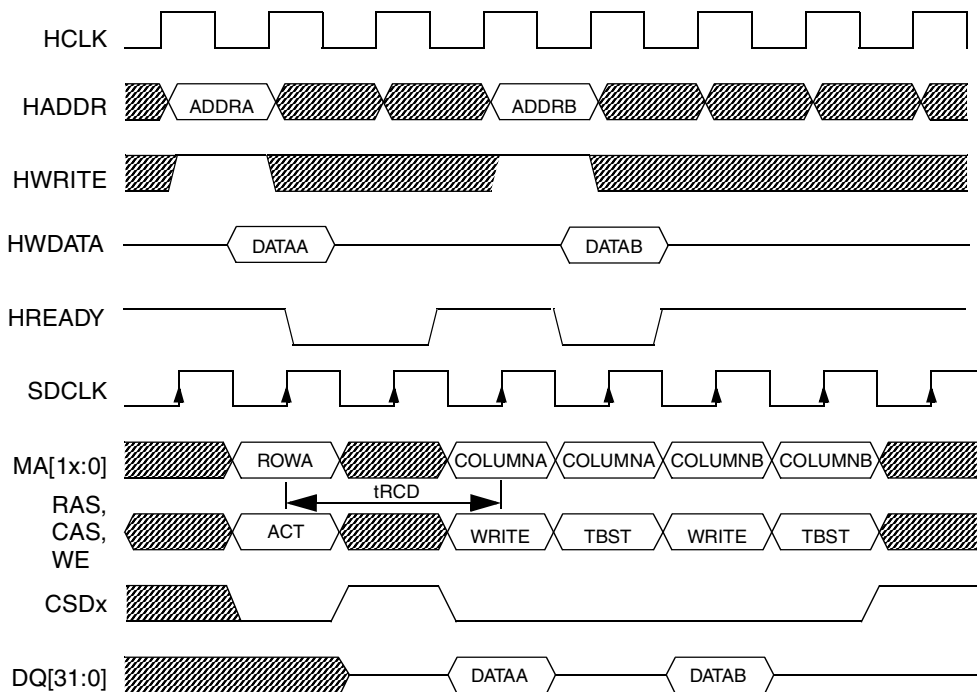 HCLK
HADDR ADDRA ADDRB
HWRITE
HWDATA DATAA DATAB
HREADY
SDCLK
MA[1x:0] ROWA COLUMNA COLUMNA COLUMNB COLUMNB
tRCD
RAS,
CAS, ACT WRITE TBST WRITE TBST
WE
CSDx
DQ[31:0] DATAA DATAB